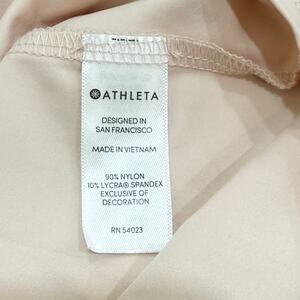 ATHLETA
DESIGNED IN
SAN FRANCISCO
MADE IN VIETNAM
90% NYLON
10% LYCRA® SPANDEX
EXCLUSIVE OF
DECORATION
RN 54023